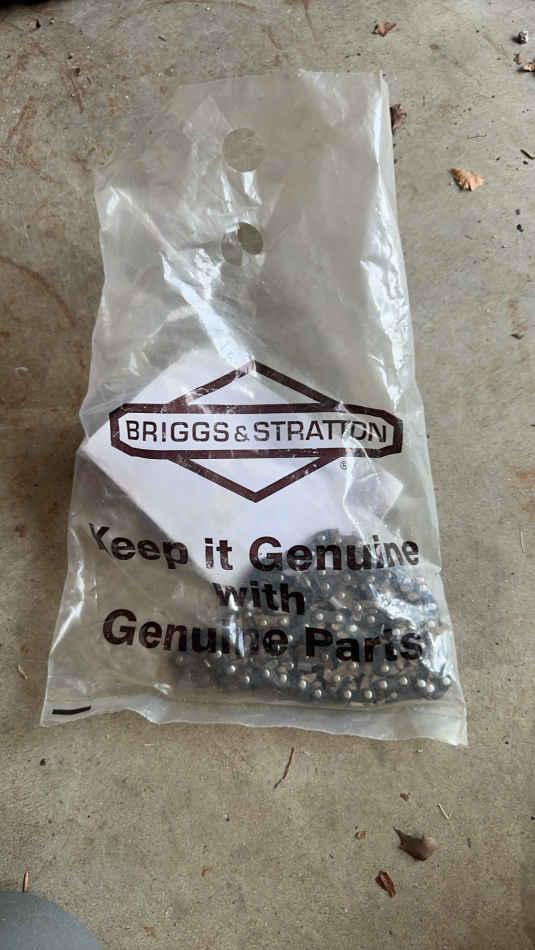 BRIGGS & STRATTON
®
Keep it Genuine
with
Genuine Parts